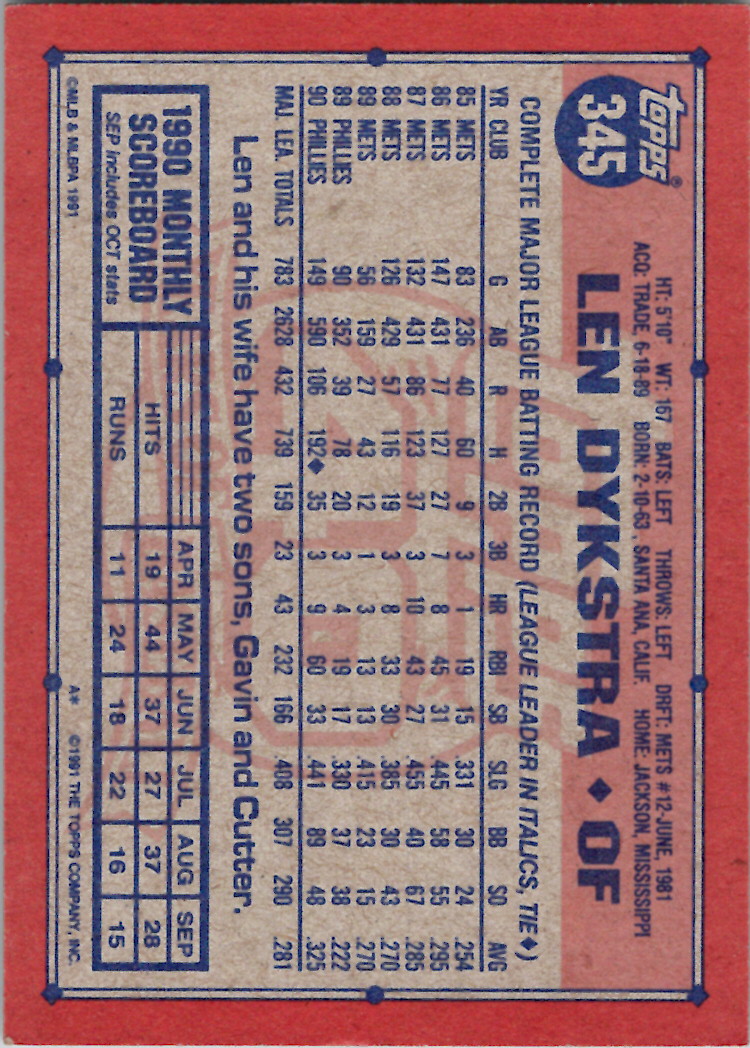 topps®
345
HT: 5'10" WT: 167 BATS: LEFT THROWS: LEFT DRFT: METS #12-JUNE, 1981
ACQ: TRADE, 6-18-89 BORN: 2-10-63, SANTA ANA, CALIF. HOME: JACKSON, MISSISSIPPI
LEN DYKSTRA ♦ OF
COMPLETE MAJOR LEAGUE BATTING RECORD (LEAGUE LEADER IN ITALICS, TIE♦)
YR CLUB G AB R H 2B 3B HR RBI SB SLG BB SO AVG
85 METS 83 236 40 60 9 3 1 19 15 .331 30 24 .254
86 METS 147 431 77 127 27 7 8 45 31 .445 58 55 .295
87 METS 132 431 86 123 37 3 10 43 27 .455 40 67 .285
88 METS 126 429 57 116 19 3 8 33 30 .385 30 43 .270
89 METS 56 159 27 43 12 1 3 13 13 .415 23 15 .270
89 PHILLIES 90 352 39 78 20 3 4 19 17 .330 37 38 .222
90 PHILLIES 149 590 106 192♦ 35 3 9 60 33 .441 89 48 .325
MAJ. LEA. TOTALS 783 2628 432 739 159 23 43 232 166 .408 307 290 .281
Len and his wife have two sons, Gavin and Cutter.
1990 MONTHLY
SCOREBOARD
SEP includes OCT stats
APR MAY JUN JUL AUG SEP
HITS 19 44 37 27 37 28
RUNS 11 24 18 22 16 15
©MLB & MLBPA 1991 A* ©1991 THE TOPPS COMPANY, INC.